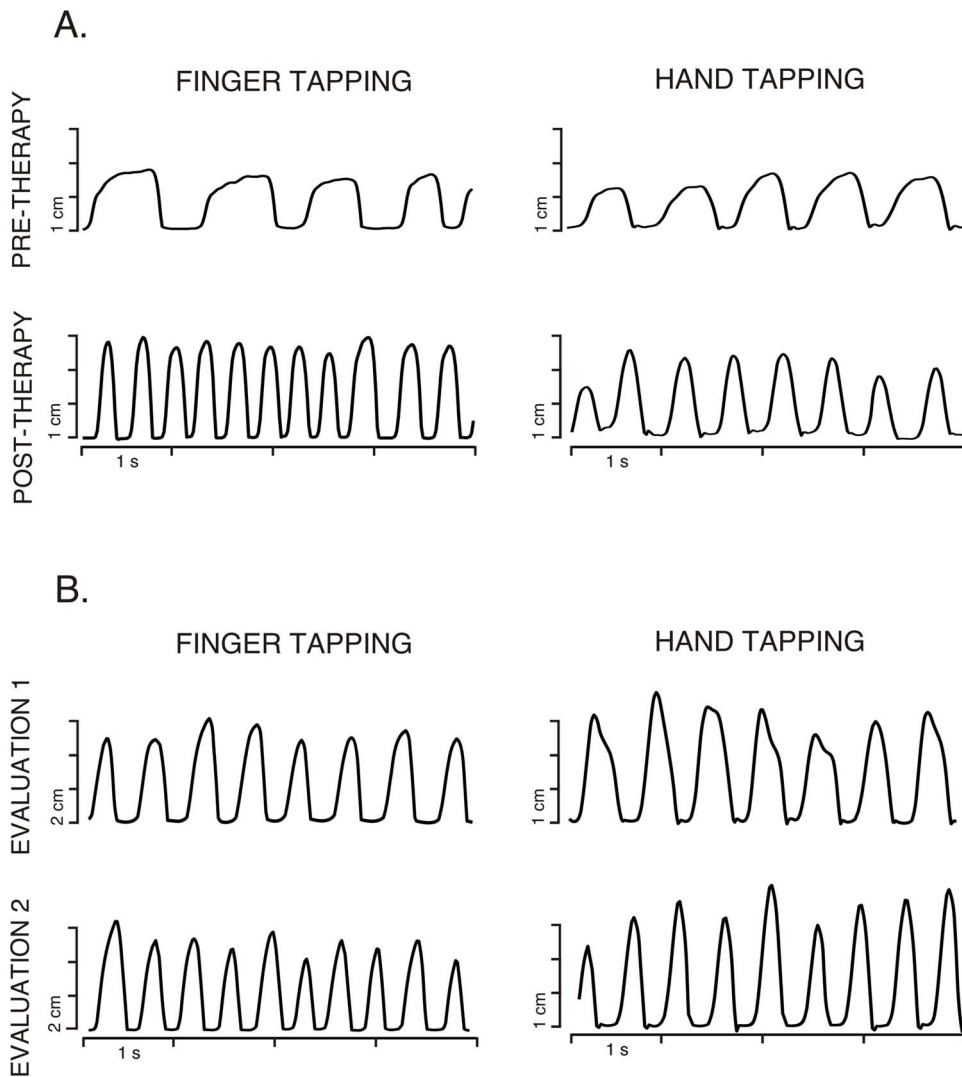 A.
FINGER TAPPING
HAND TAPPING
PRE-THERAPY
1 cm
1 cm
POST-THERAPY
1 cm
1 cm
1 s
1 s
B.
FINGER TAPPING
HAND TAPPING
EVALUATION 1
2 cm
1 cm
EVALUATION 2
2 cm
1 cm
1 s
1 s